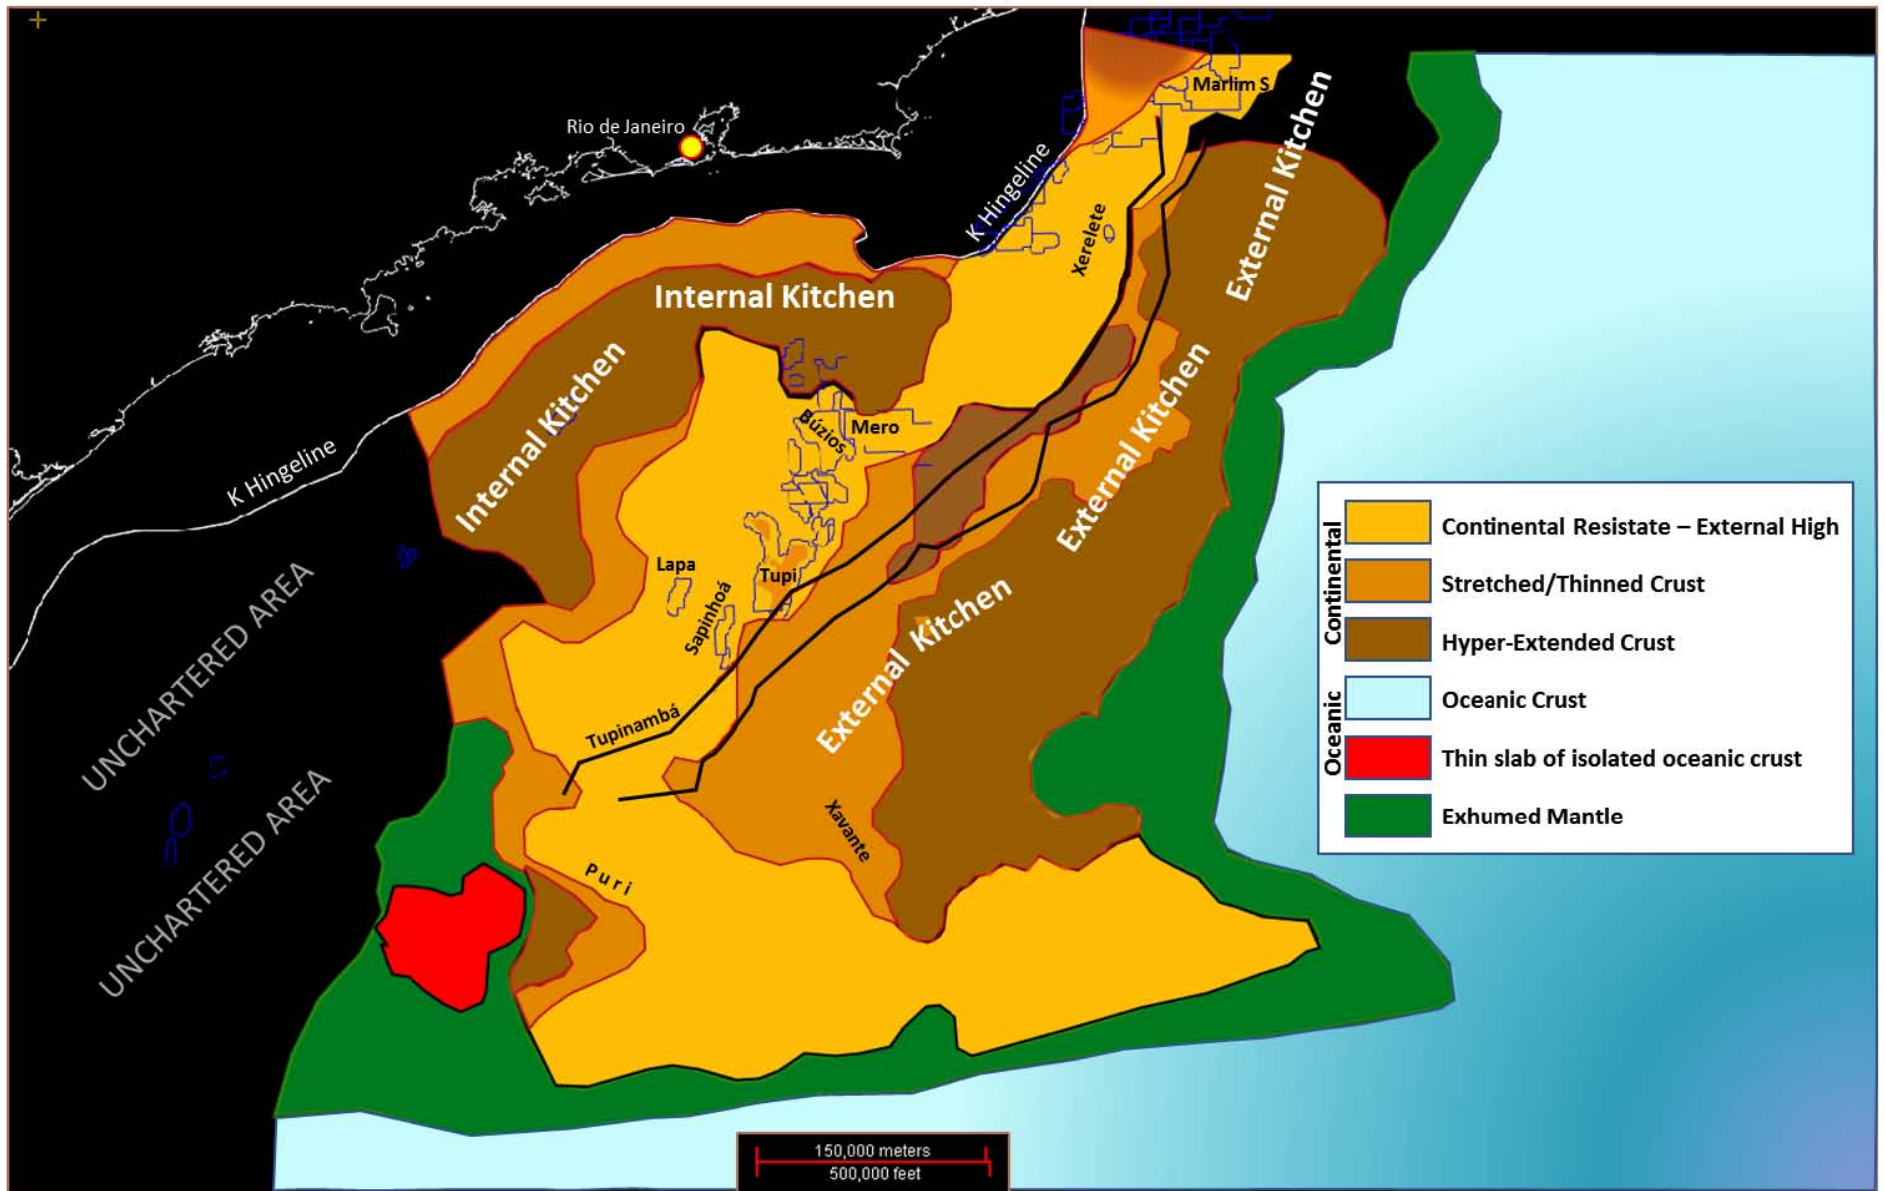 Marlim S
Rio de Janeiro
K Hingeline
External Kitchen
Xerelete
Internal Kitchen
Internal Kitchen
External Kitchen
Búzios
Mero
K Hingeline
Lapa
Tupi
Sapinhoá
External Kitchen
UNCHARTERED AREA
Tupinambá
Xavante
Puri
UNCHARTERED AREA
Continental
Continental Resistate – External High
Stretched/Thinned Crust
Hyper-Extended Crust
Oceanic
Oceanic Crust
Thin slab of isolated oceanic crust
Exhumed Mantle
150,000 meters
500,000 feet